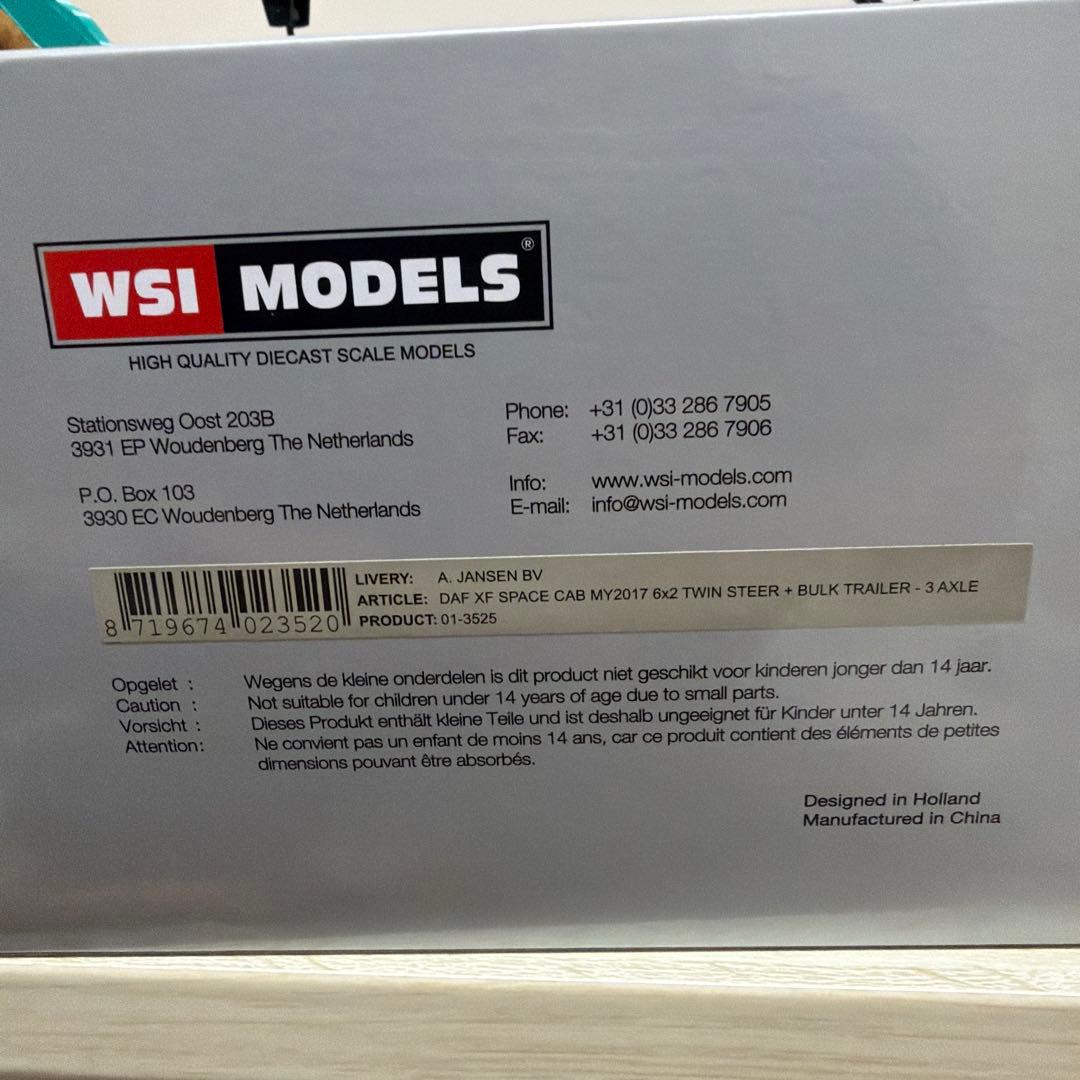 WSI MODELS ®
HIGH QUALITY DIECAST SCALE MODELS
Stationsweg Oost 203B
3931 EP Woudenberg The Netherlands
P.O. Box 103
3930 EC Woudenberg The Netherlands
Phone: +31 (0)33 286 7905
Fax: +31 (0)33 286 7906
Info: www.wsi-models.com
E-mail: info@wsi-models.com
LIVERY: A. JANSEN BV
ARTICLE: DAF XF SPACE CAB MY2017 6x2 TWIN STEER + BULK TRAILER - 3 AXLE
PRODUCT: 01-3525
8 719674 023520
Opgelet : Wegens de kleine onderdelen is dit product niet geschikt voor kinderen jonger dan 14 jaar.
Caution : Not suitable for children under 14 years of age due to small parts.
Vorsicht : Dieses Produkt enthält kleine Teile und ist deshalb ungeeignet für Kinder unter 14 Jahren.
Attention: Ne convient pas un enfant de moins 14 ans, car ce produit contient des éléments de petites
dimensions pouvant être absorbés.
Designed in Holland
Manufactured in China